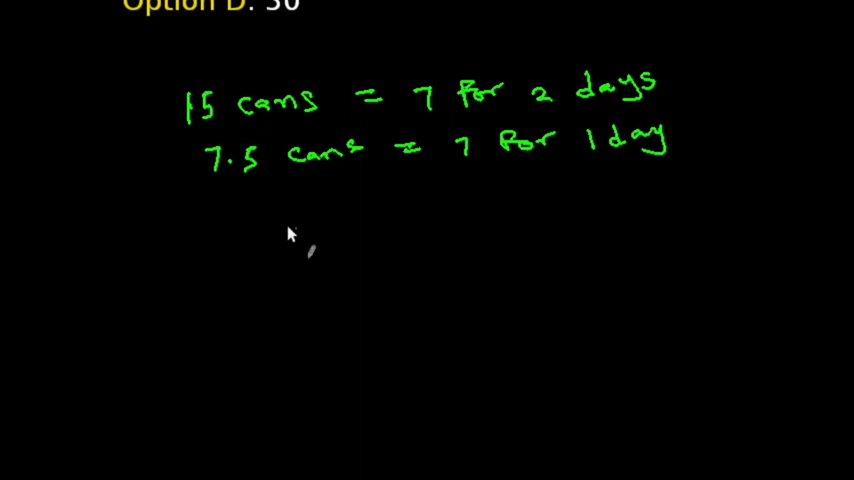 Option D. 30
15 cans = 7 for 2 days
7.5 cans = 7 for 1 day